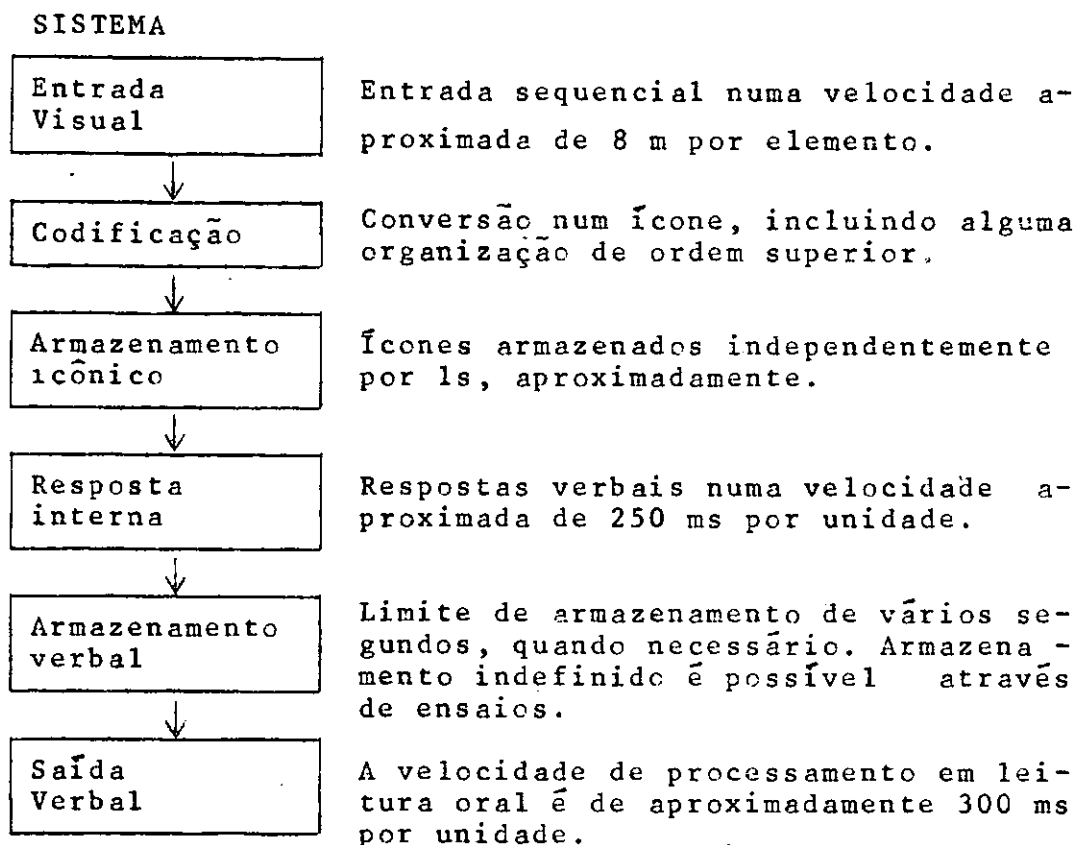 SISTEMA
Entrada
Visual
Entrada sequencial numa velocidade a-
proximada de 8 m por elemento.
Codificação
Conversão num ícone, incluindo alguma
organização de ordem superior.
Armazenamento
icônico
Ícones armazenados independentemente
por 1s, aproximadamente.
Resposta
interna
Respostas verbais numa velocidade a-
proximada de 250 ms por unidade.
Armazenamento
verbal
Limite de armazenamento de vários se-
gundos, quando necessário. Armazena -
mento indefinido é possível através
de ensaios.
Saída
Verbal
A velocidade de processamento em lei-
tura oral é de aproximadamente 300 ms
por unidade.